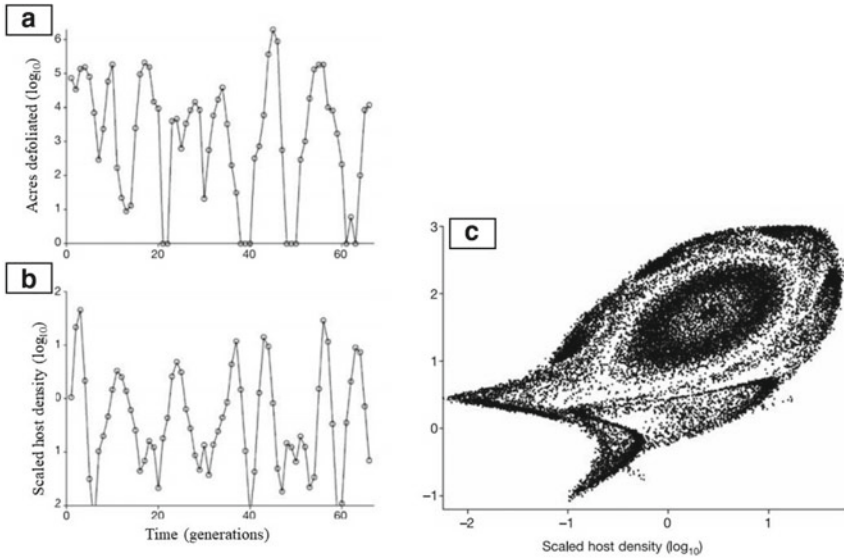 a
Acres defoliated (log10)
6
5
4
3
2
1
0
0 20 40 60
b
Scaled host density (log10)
2
1
0
1
2
0 20 40 60
Time (generations)
c
3
2
1
0
−1
−2 −1 0 1
Scaled host density (log10)